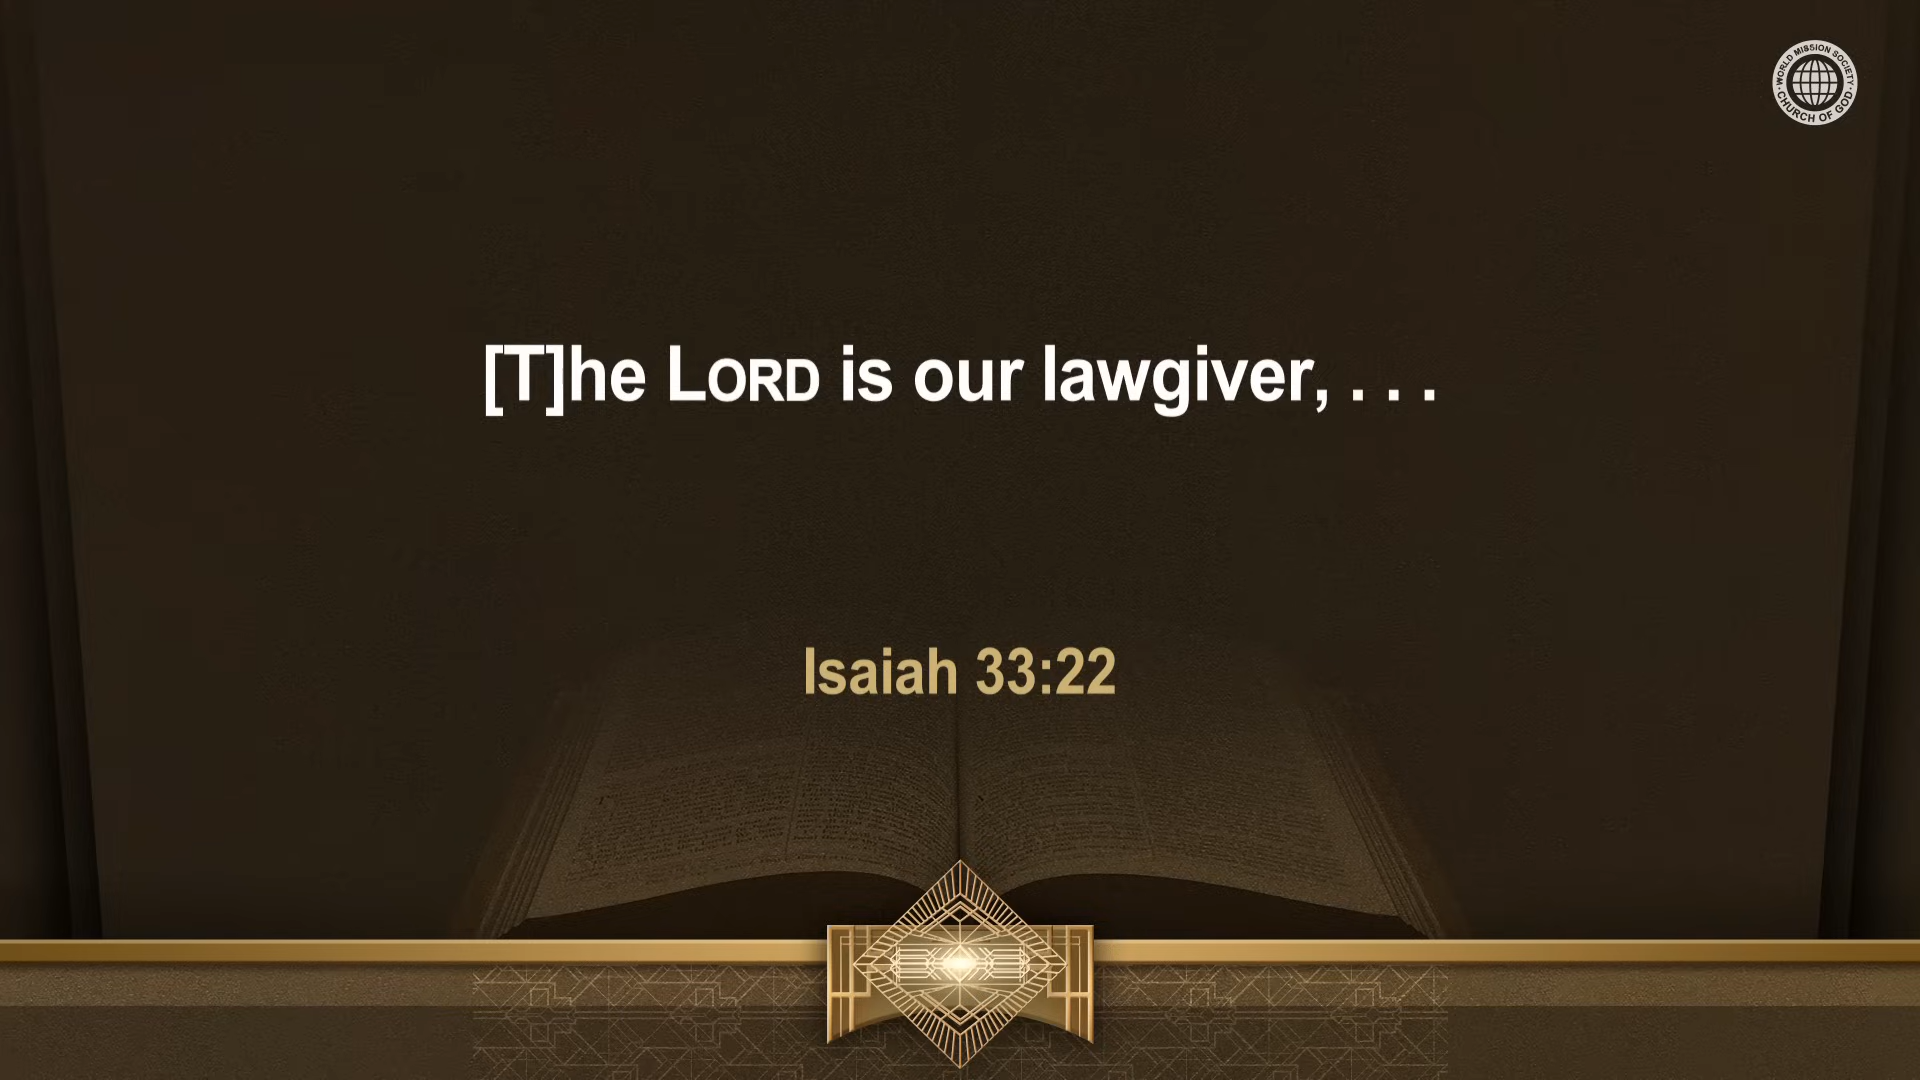 WORLD MISSION SOCIETY
CHURCH OF GOD
[T]he LORD is our lawgiver, . . .
Isaiah 33:22